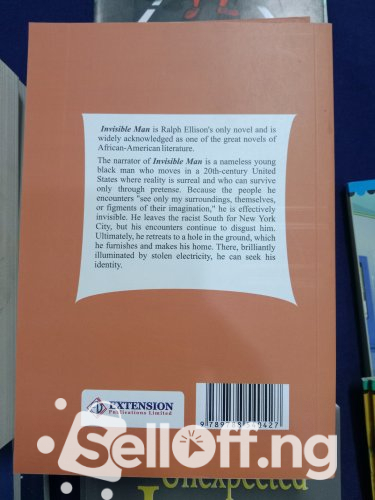 Invisible Man is Ralph Ellison's only novel and is
widely acknowledged as one of the great novels of
African-American literature.
The narrator of Invisible Man is a nameless young
black man who moves in a 20th-century United
States where reality is surreal and who can survive
only through pretense. Because the people he
encounters "see only my surroundings, themselves,
or figments of their imagination," he is effectively
invisible. He leaves the racist South for New York
City, but his encounters continue to disgust him.
Ultimately, he retreats to a hole in the ground, which
he furnishes and makes his home. There, brilliantly
illuminated by stolen electricity, he can seek his
identity.
EXTENSION
Publications Limited
SellOff.ng
Unexpected